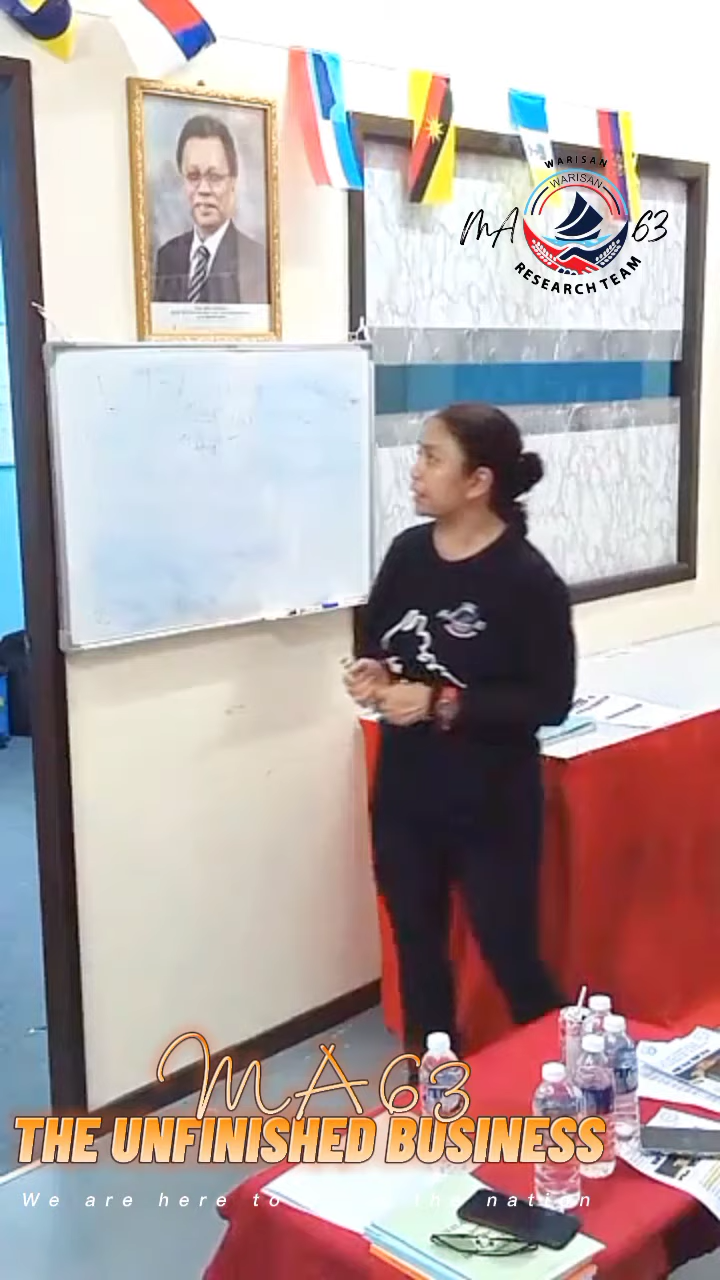 WARISAN
WARISAN
MA 63
RESEARCH TEAM
MA63
THE UNFINISHED BUSINESS
We are here to the nation